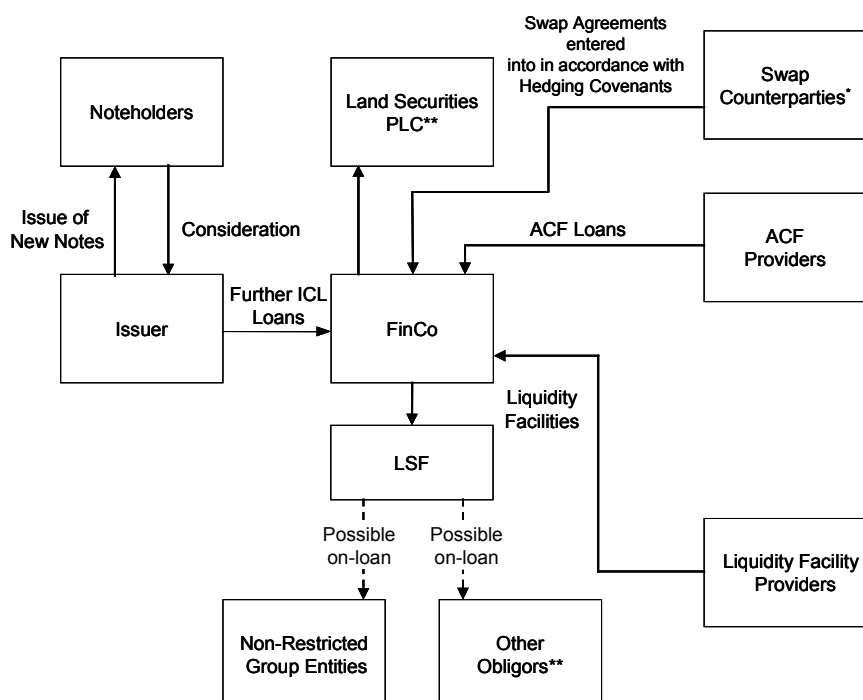 Swap Agreements
entered
into in accordance with
Hedging Covenants
Swap
Counterparties*
Noteholders
Land Securities
PLC**
Issue of
New Notes
Consideration
ACF Loans
ACF
Providers
Issuer
Further ICL
Loans
FinCo
Liquidity
Facilities
LSF
Possible
on-loan
Possible
on-loan
Liquidity Facility
Providers
Non-Restricted
Group Entities
Other
Obligors**